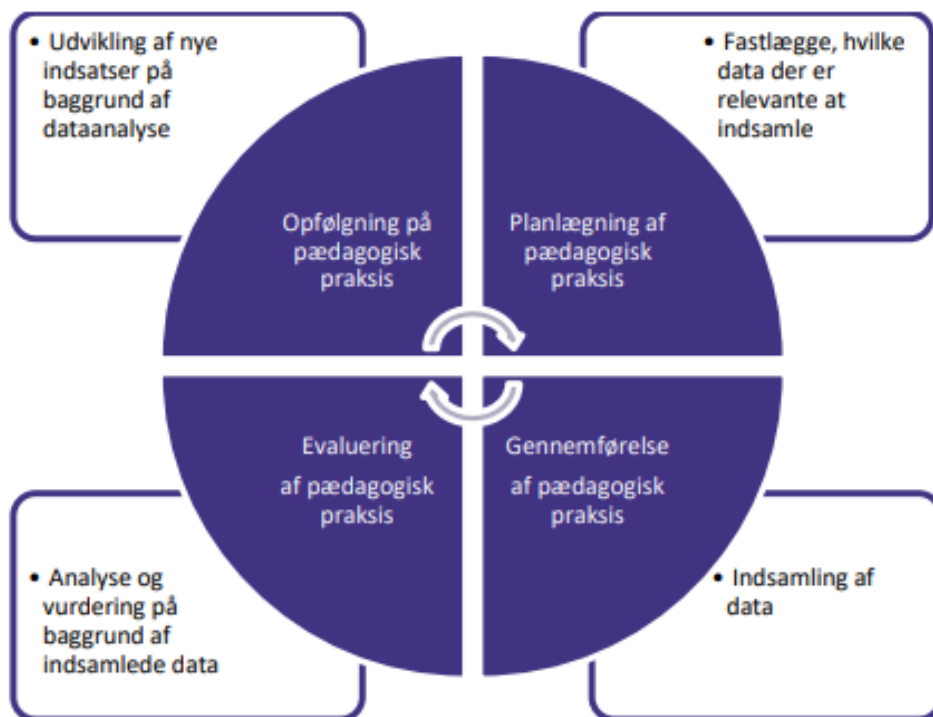 • Udvikling af nye
indsatser på
baggrund af
dataanalyse
• Fastlægge, hvilke
data der er
relevante at
indsamle
Opfølgning på
pædagogisk
praksis
Planlægning af
pædagogisk
praksis
Evaluering
af pædagogisk
praksis
Gennemførelse
af pædagogisk
praksis
• Analyse og
vurdering på
baggrund af
indsamlede data
• Indsamling af
data